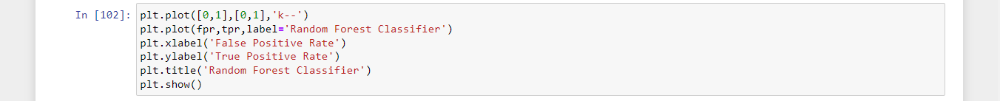 In [102]: plt.plot([0,1],[0,1],'k--')
plt.plot(fpr,tpr,label='Random Forest Classifier')
plt.xlabel('False Positive Rate')
plt.ylabel('True Positive Rate')
plt.title('Random Forest Classifier')
plt.show()